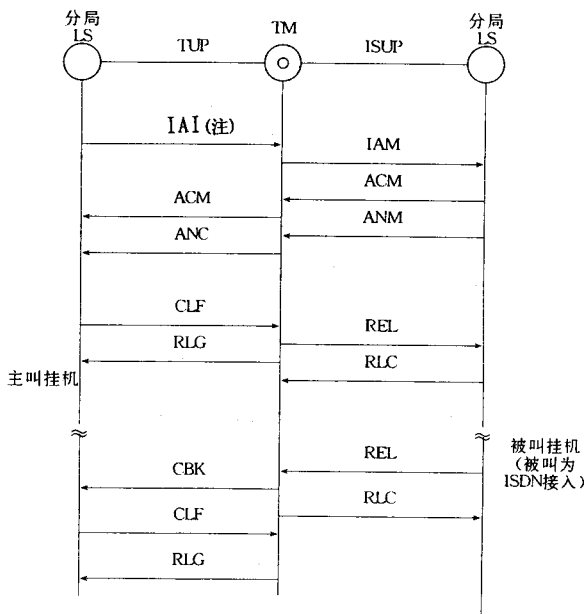 分局
LS
TUP
TM
ISUP
分局
LS
IAI (注)
IAM
ACM
ACM
ANM
ANC
CLF
REL
RLG
RLC
主叫挂机
REL
被叫挂机
(被叫为
ISDN接入)
CBK
RLC
CLF
RLG